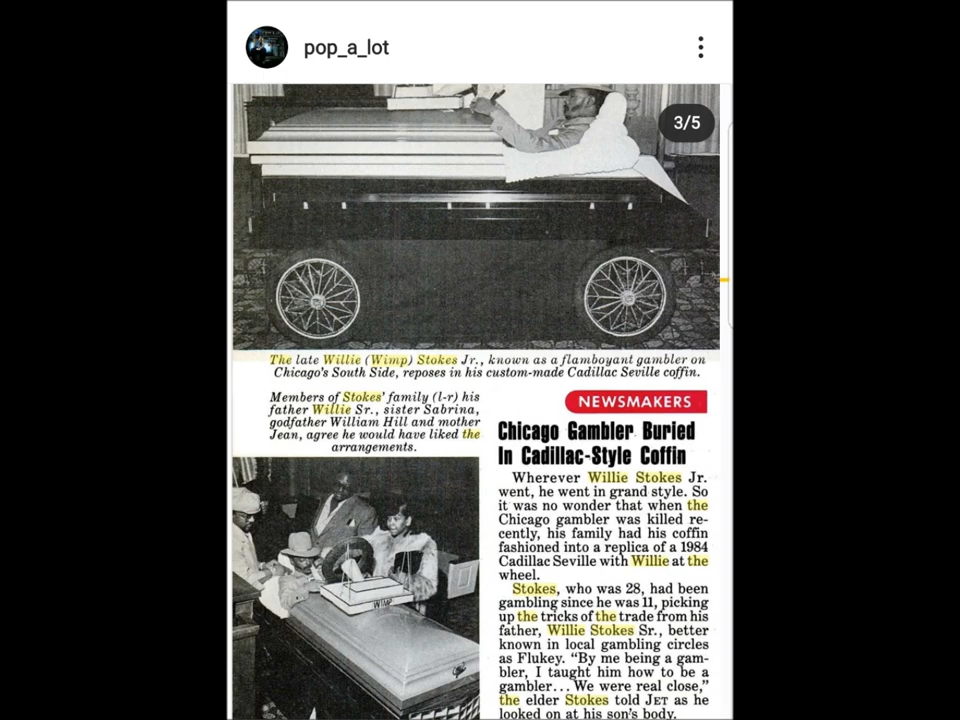 pop_a_lot
3/5
The late Willie (Wimp) Stokes Jr., known as a flamboyant gambler on
Chicago's South Side, reposes in his custom-made Cadillac Seville coffin.
Members of Stokes' family (l-r) his
father Willie Sr., sister Sabrina,
godfather William Hill and mother
Jean, agree he would have liked the
arrangements.
WIMP
NEWSMAKERS
Chicago Gambler Buried
In Cadillac-Style Coffin
Wherever Willie Stokes Jr.
went, he went in grand style. So
it was no wonder that when the
Chicago gambler was killed re-
cently, his family had his coffin
fashioned into a replica of a 1984
Cadillac Seville with Willie at the
wheel.
Stokes, who was 28, had been
gambling since he was 11, picking
up the tricks of the trade from his
father, Willie Stokes Sr., better
known in local gambling circles
as Flukey. “By me being a gam-
bler, I taught him how to be a
gambler... We were real close,”
the elder Stokes told JET as he
looked on at his son's body.